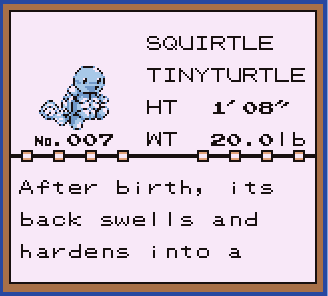 SQUIRTLE
TINYTURTLE
HT 1′08″
No.007 WT 20.0lb
After birth, its
back swells and
hardens into a